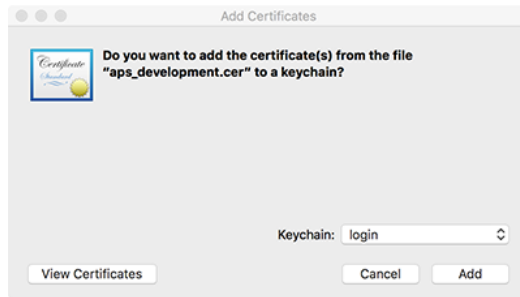 Add Certificates
Certificate
Standard
Do you want to add the certificate(s) from the file
“aps_development.cer” to a keychain?
Keychain: login
View Certificates Cancel Add